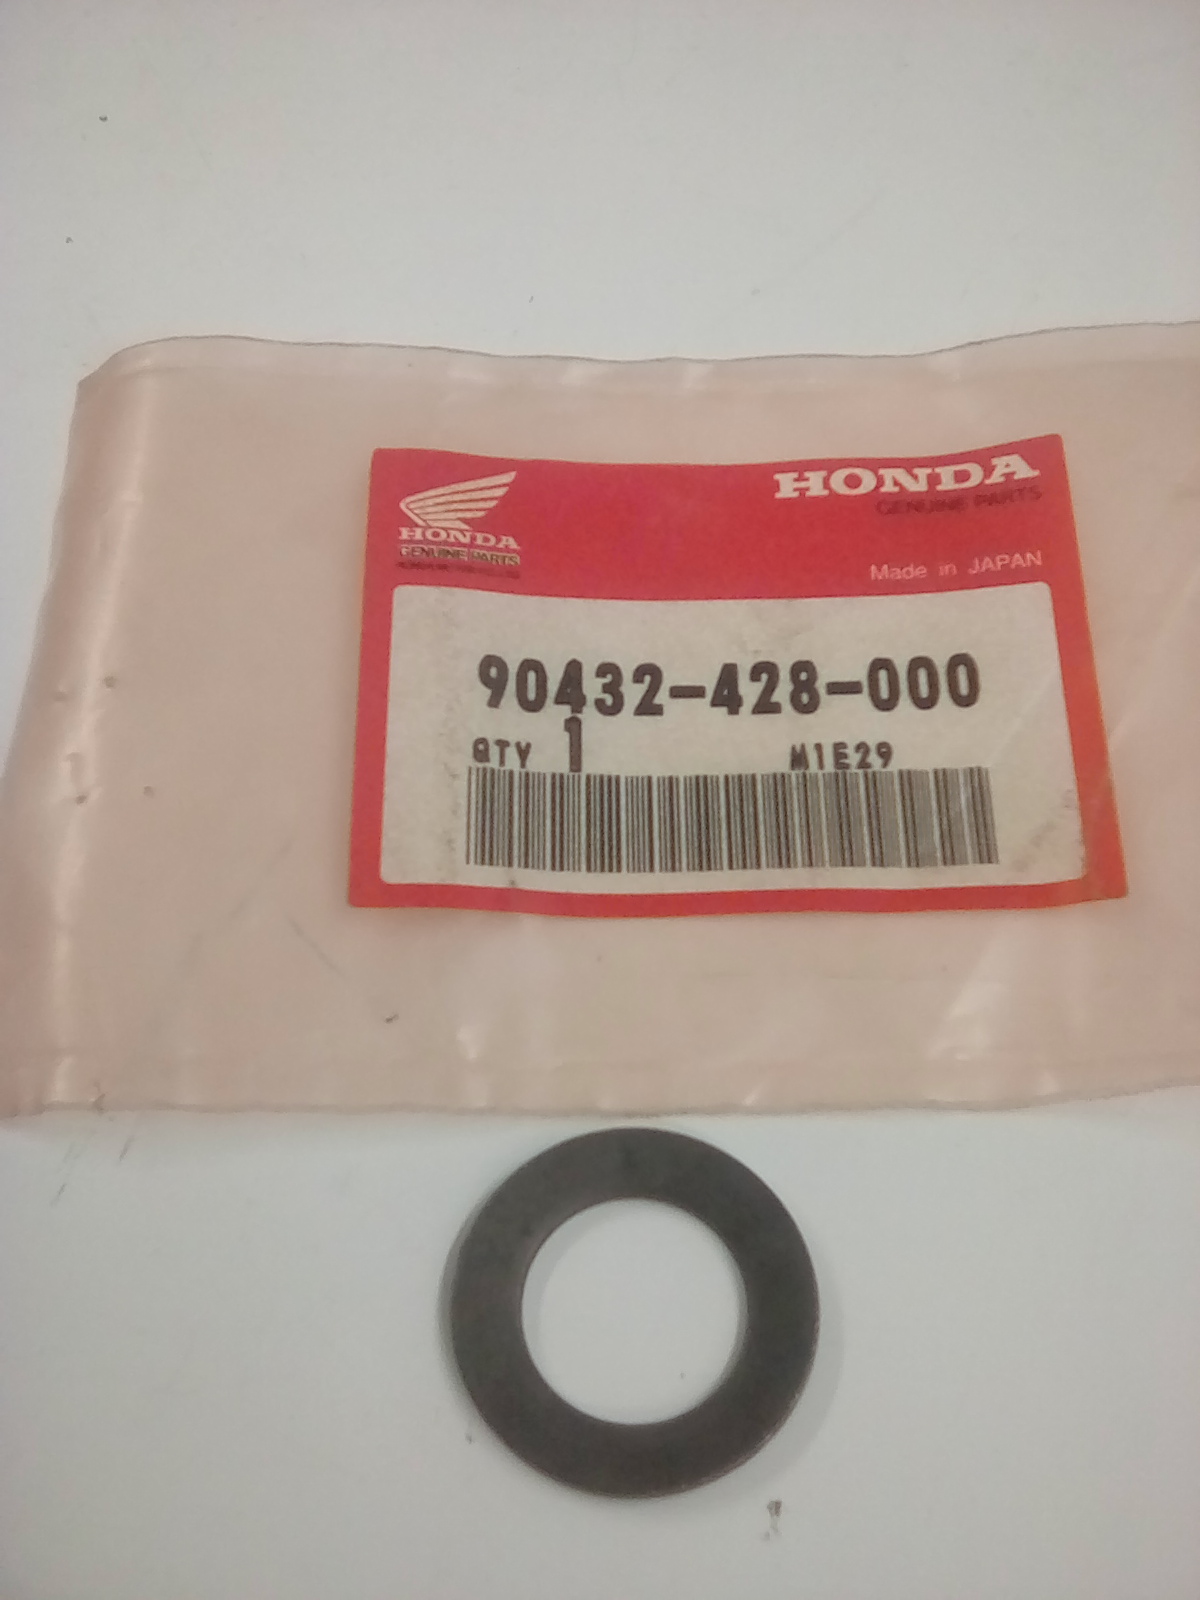 HONDA
GENUINE PARTS
HONDA
GENUINE PARTS
Made in JAPAN
90432-428-000
QTY 1 M1E29